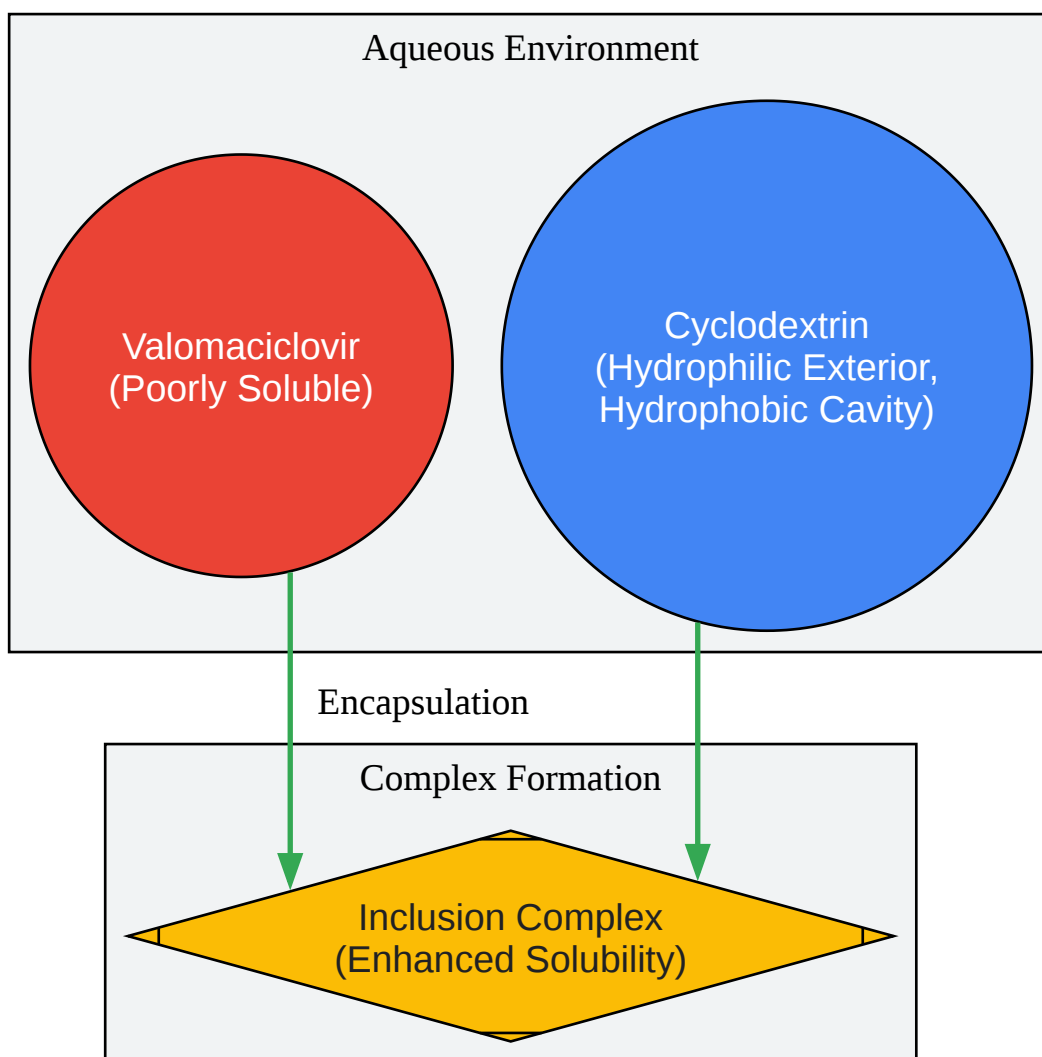 Aqueous Environment
Valomaciclovir
(Poorly Soluble)
Cyclodextrin
(Hydrophilic Exterior,
Hydrophobic Cavity)
Encapsulation
Complex Formation
Inclusion Complex
(Enhanced Solubility)